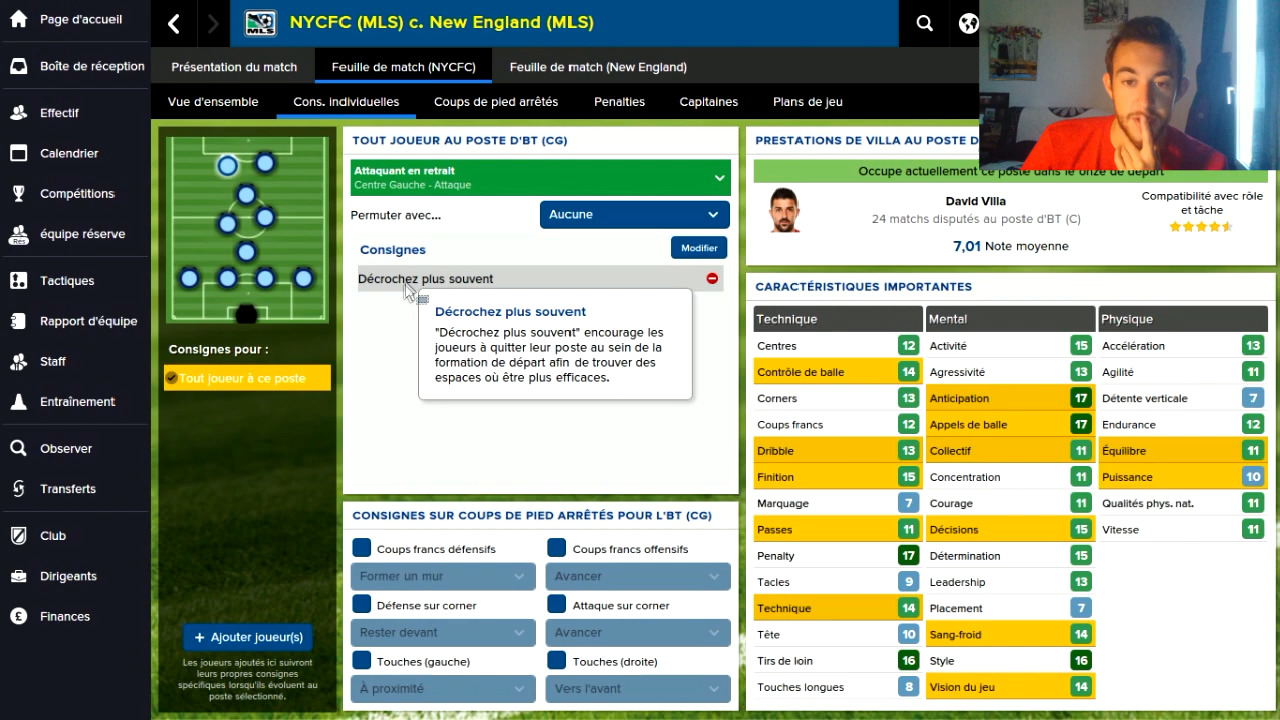 Page d'accueil
Boîte de réception
Effectif
Calendrier
Compétitions
Res
équipe réserve
Tactiques
Rapport d'équipe
Staff
Entraînement
Observer
Transferts
Club
Dirigeants
Finances
MLS
NYCFC (MLS) c. New England (MLS)
Présentation du match
Feuille de match (NYCFC)
Feuille de match (New England)
Vue d'ensemble
Cons. individuelles
Coups de pied arrêtés
Penalties
Capitaines
Plans de jeu
Consignes pour :
Tout joueur à ce poste
+ Ajouter joueur(s)
Les joueurs ajoutés ici suivront
leurs propres consignes
spécifiques lorsqu'ils évoluent au
poste sélectionné.
TOUT JOUEUR AU POSTE D'BT (CG)
Attaquant en retrait
Centre Gauche - Attaque
Permuter avec...
Aucune
Consignes
Modifier
Décrochez plus souvent
Décrochez plus souvent
"Décrochez plus souvent" encourage les
joueurs à quitter leur poste au sein de la
formation de départ afin de trouver des
espaces où être plus efficaces.
CONSIGNES SUR COUPS DE PIED ARRÊTÉS POUR L'BT (CG)
Coups francs défensifs
Coups francs offensifs
Former un mur
Avancer
Défense sur corner
Attaque sur corner
Rester devant
Avancer
Touches (gauche)
Touches (droite)
À proximité
Vers l'avant
PRESTATIONS DE VILLA AU POSTE D
Occupe actuellement ce poste dans le onze de départ
David Villa
24 matchs disputés au poste d'BT (C)
7,01 Note moyenne
Compatibilité avec rôle
et tâche
CARACTÉRISTIQUES IMPORTANTES
Technique
Centres 12
Contrôle de balle 14
Corners 13
Coups francs 12
Dribble 13
Finition 15
Marquage 7
Passes 11
Penalty 17
Tacles 9
Technique 14
Tête 10
Tirs de loin 16
Touches longues 8
Mental
Activité 15
Agressivité 13
Anticipation 17
Appels de balle 17
Collectif 11
Concentration 11
Courage 11
Décisions 15
Détermination 15
Leadership 13
Placement 7
Sang-froid 14
Style 16
Vision du jeu 14
Physique
Accélération 13
Agilité 11
Détente verticale 7
Endurance 12
Équilibre 11
Puissance 10
Qualités phys. nat. 11
Vitesse 11